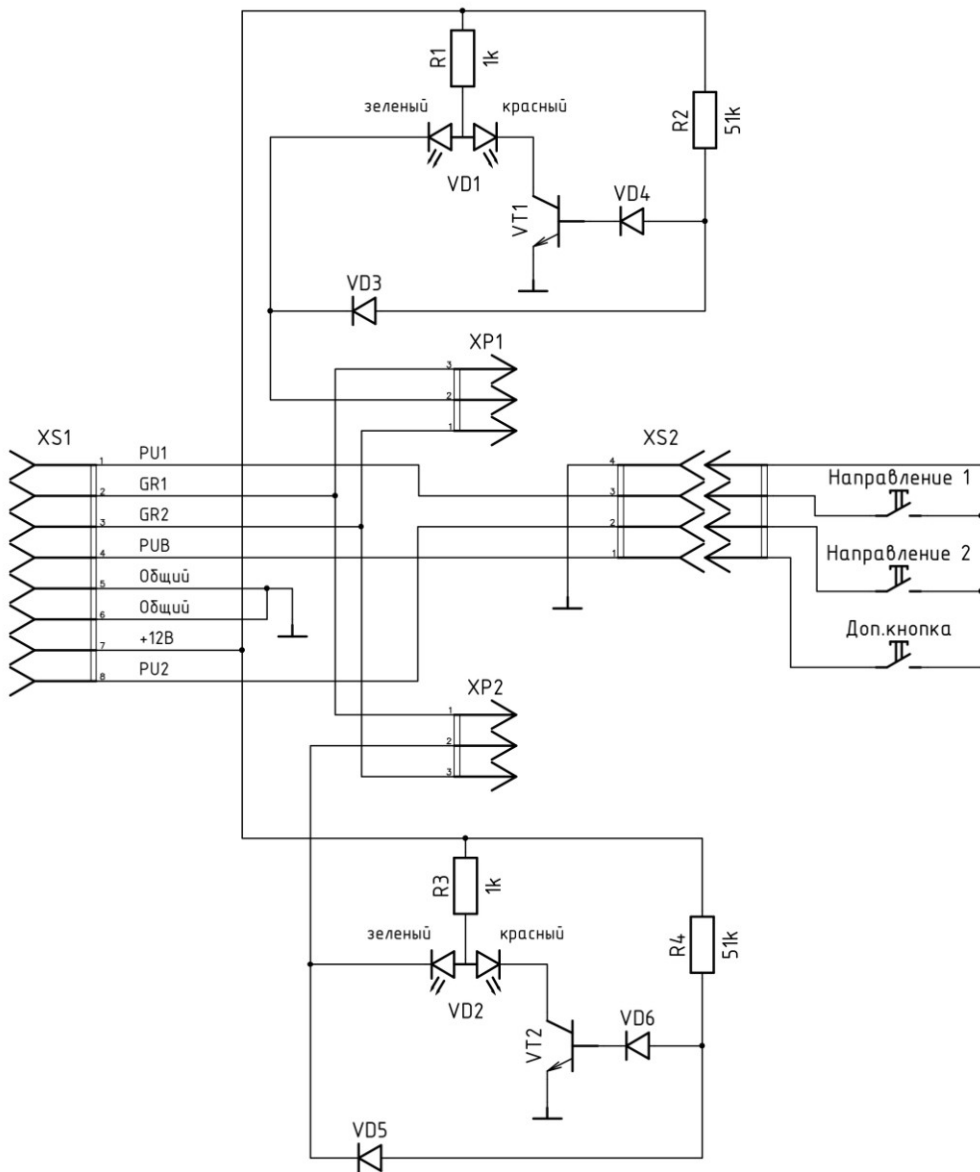 R1
1k
зеленый
красный
VD1
R2
51k
VT1
VD4
VD3
XP1
3
2
1
XS1
1
PU1
2
GR1
3
GR2
4
PUB
5
Общий
6
Общий
7
+12В
8
PU2
XS2
4
3
2
1
Направление 1
Направление 2
Доп.кнопка
XP2
1
2
3
R3
1k
зеленый
красный
VD2
R4
51k
VT2
VD6
VD5